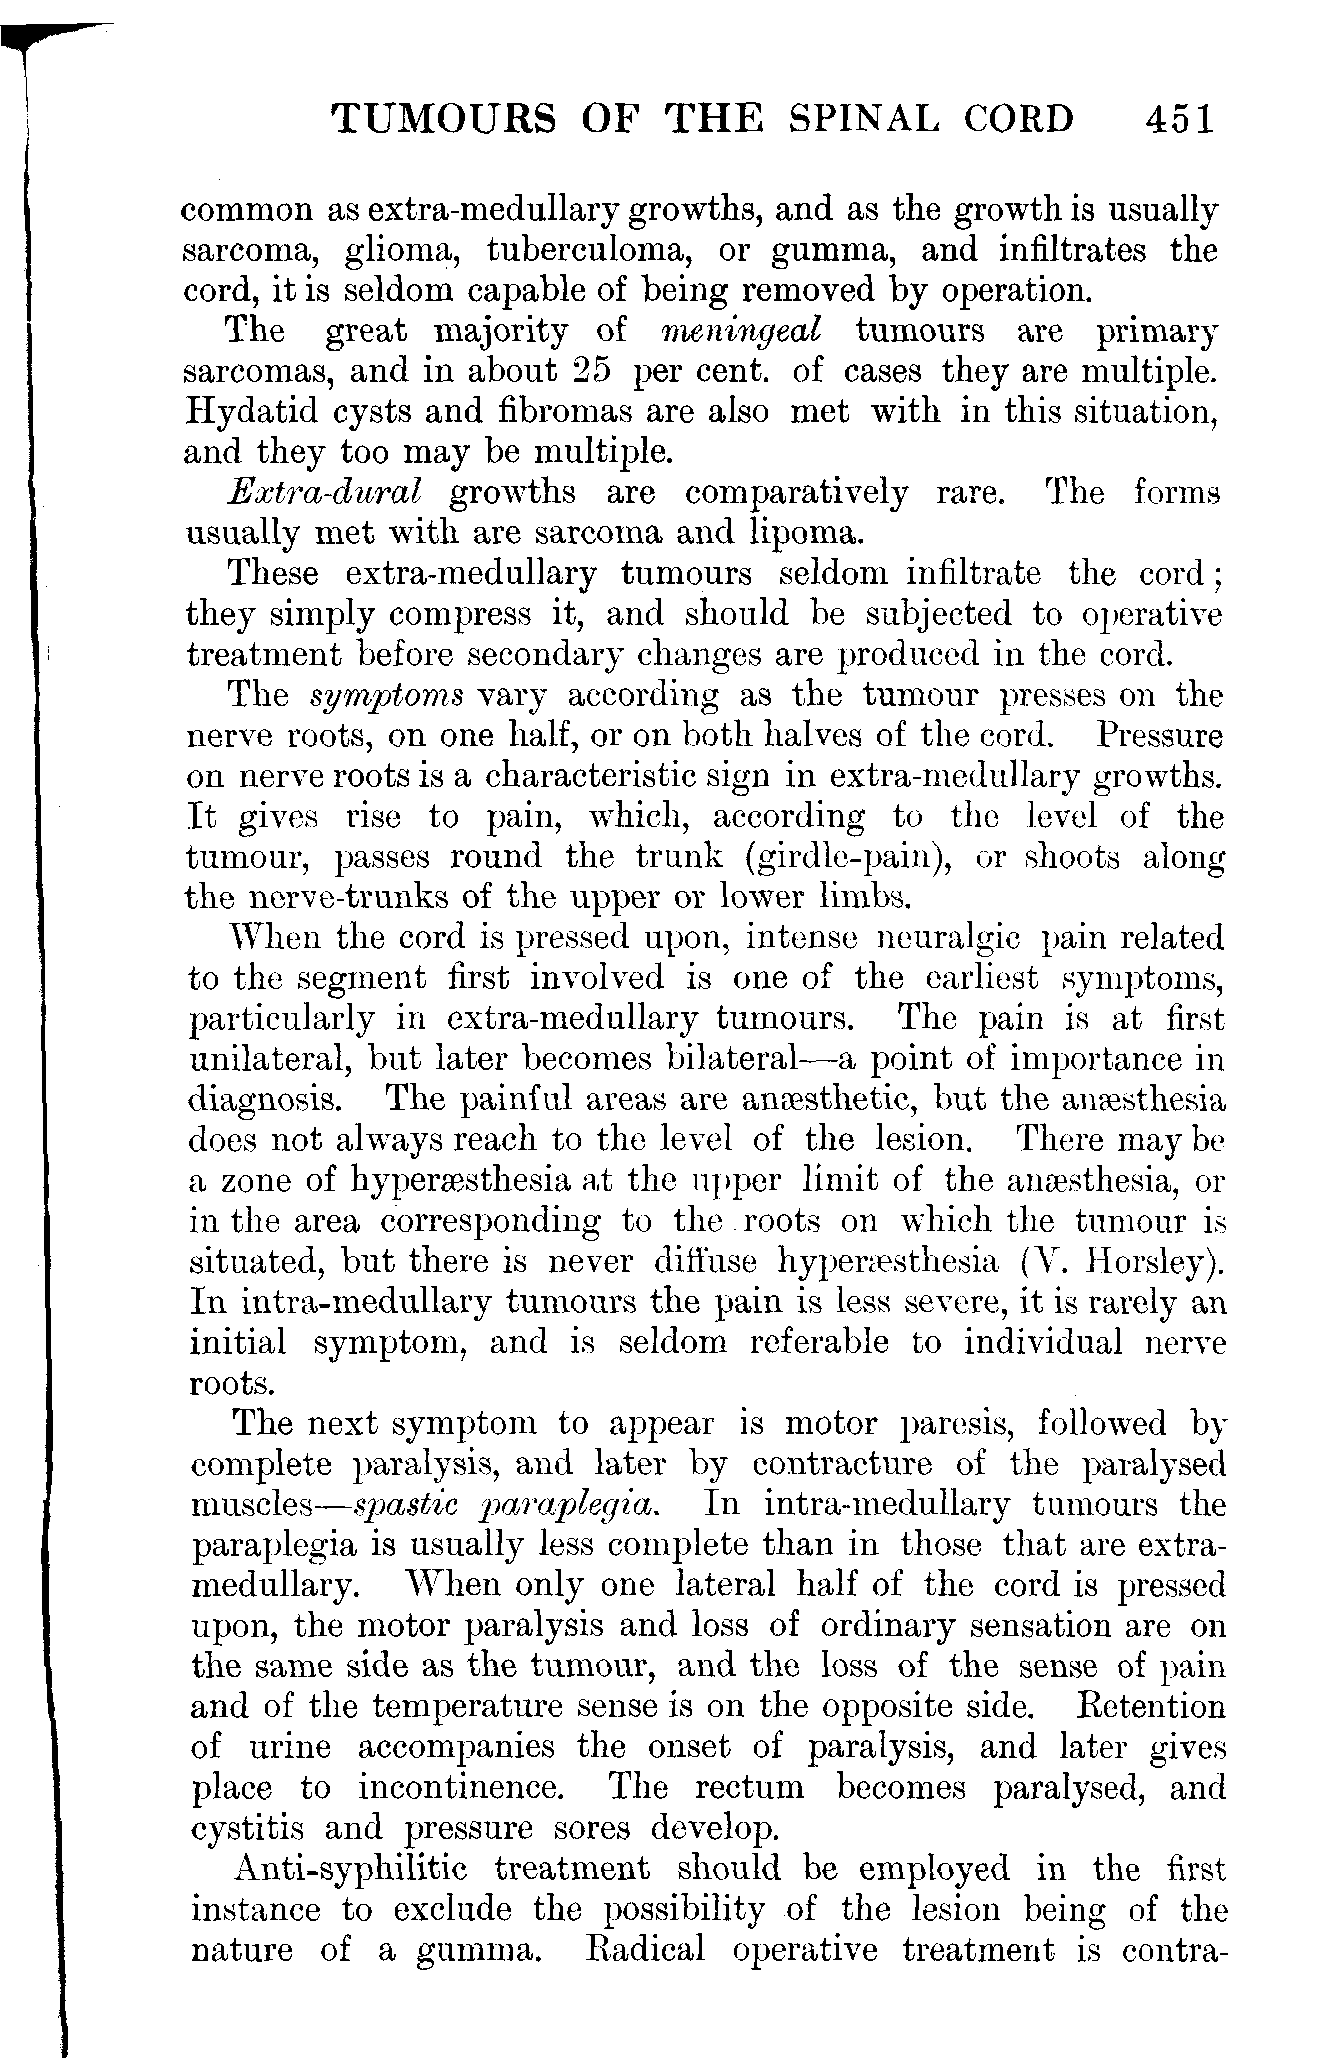 TUMOURS OF THE SPINAL CORD 451
common as extra-medullary growths, and as the growth is usually
sarcoma, glioma, tuberculoma, or gumma, and infiltrates the
cord, it is seldom capable of being removed by operation.
The great majority of meningeal tumours are primary
sarcomas, and in about 25 per cent. of cases they are multiple.
Hydatid cysts and fibromas are also met with in this situation,
and they too may be multiple.
Extra-dural growths are comparatively rare. The forms
usually met with are sarcoma and lipoma.
These extra-medullary tumours seldom infiltrate the cord ;
they simply compress it, and should be subjected to operative
treatment before secondary changes are produced in the cord.
The symptoms vary according as the tumour presses on the
nerve roots, on one half, or on both halves of the cord. Pressure
on nerve roots is a characteristic sign in extra-medullary growths.
It gives rise to pain, which, according to the level of the
tumour, passes round the trunk (girdle-pain), or shoots along
the nerve-trunks of the upper or lower limbs.
When the cord is pressed upon, intense neuralgic pain related
to the segment first involved is one of the earliest symptoms,
particularly in extra-medullary tumours. The pain is at first
unilateral, but later becomes bilateral—a point of importance in
diagnosis. The painful areas are anæsthetic, but the anæsthesia
does not always reach to the level of the lesion. There may be
a zone of hyperæsthesia at the upper limit of the anæsthesia, or
in the area corresponding to the roots on which the tumour is
situated, but there is never diffuse hyperæsthesia (V. Horsley).
In intra-medullary tumours the pain is less severe, it is rarely an
initial symptom, and is seldom referable to individual nerve
roots.
The next symptom to appear is motor paresis, followed by
complete paralysis, and later by contracture of the paralysed
muscles—spastic paraplegia. In intra-medullary tumours the
paraplegia is usually less complete than in those that are extra-
medullary. When only one lateral half of the cord is pressed
upon, the motor paralysis and loss of ordinary sensation are on
the same side as the tumour, and the loss of the sense of pain
and of the temperature sense is on the opposite side. Retention
of urine accompanies the onset of paralysis, and later gives
place to incontinence. The rectum becomes paralysed, and
cystitis and pressure sores develop.
Anti-syphilitic treatment should be employed in the first
instance to exclude the possibility of the lesion being of the
nature of a gumma. Radical operative treatment is contra-